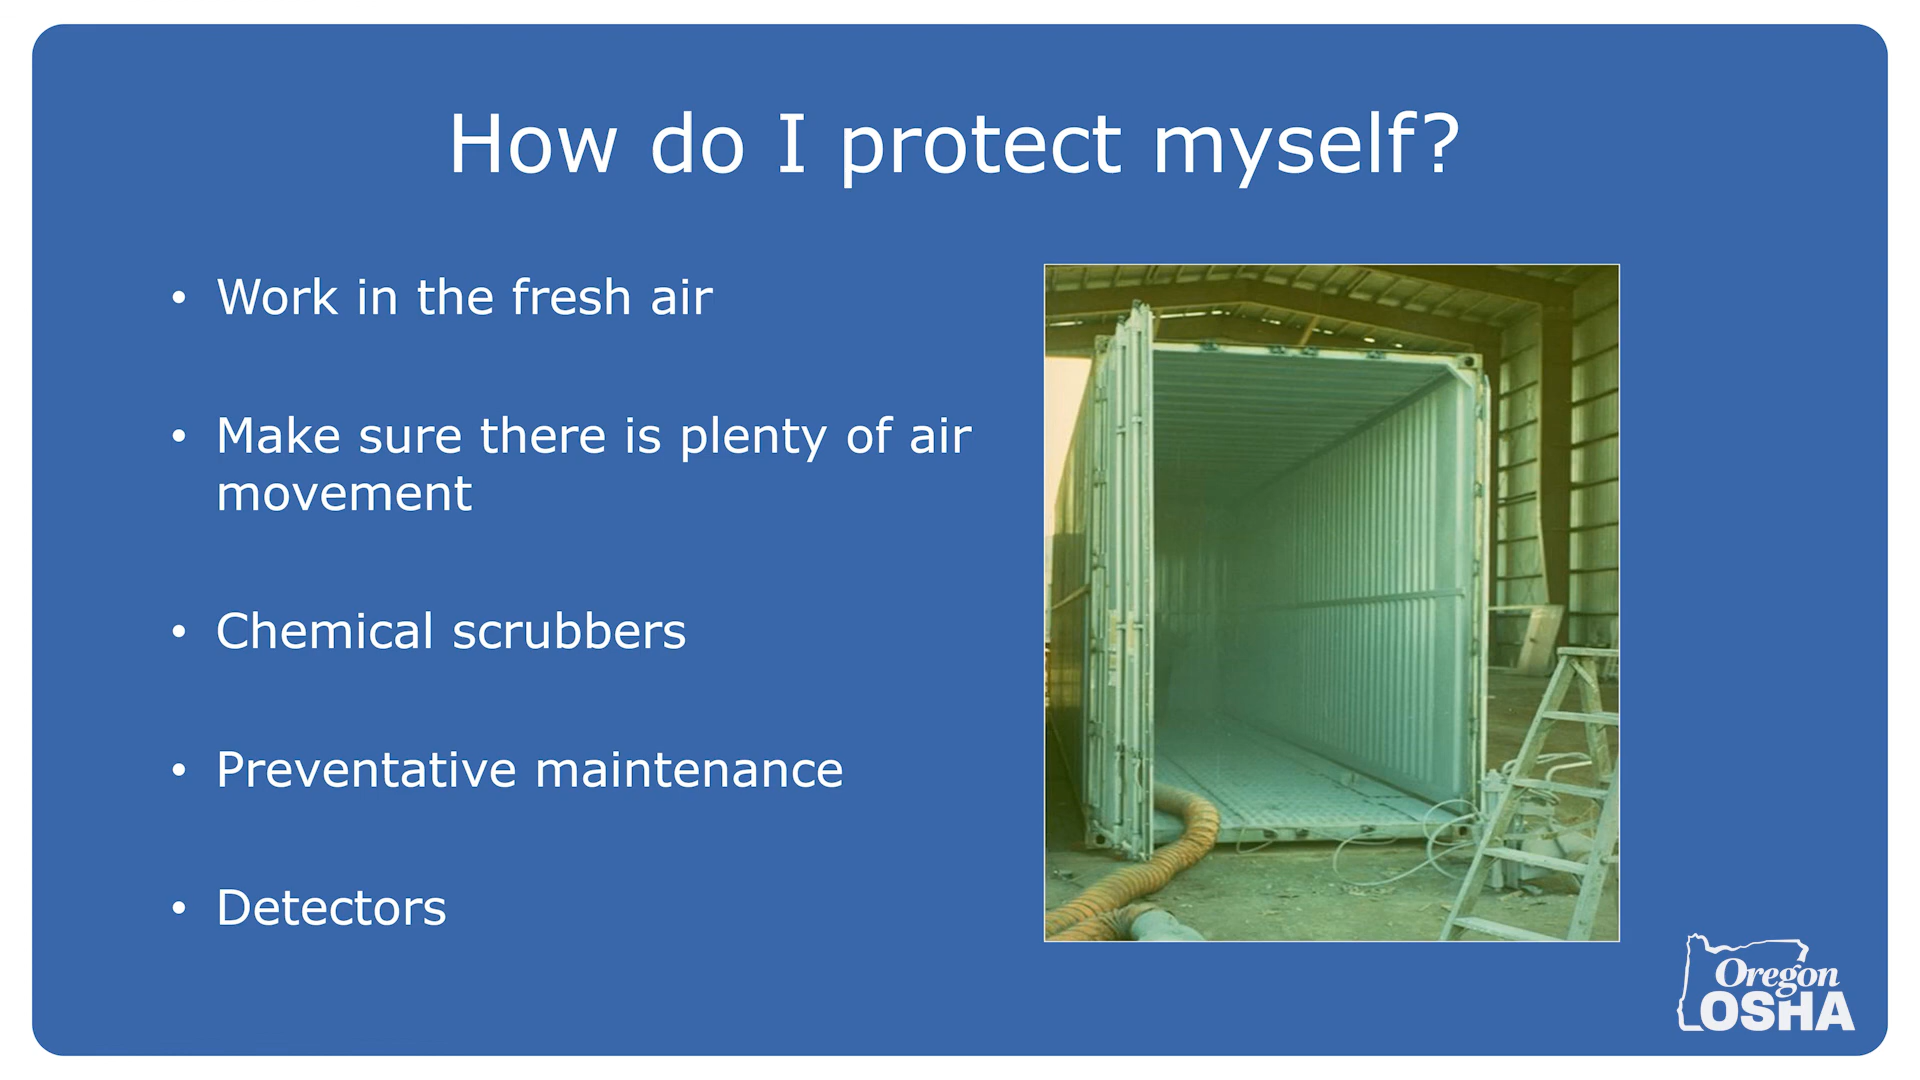 How do I protect myself?
• Work in the fresh air
• Make sure there is plenty of air
movement
• Chemical scrubbers
• Preventative maintenance
• Detectors
Oregon
OSHA